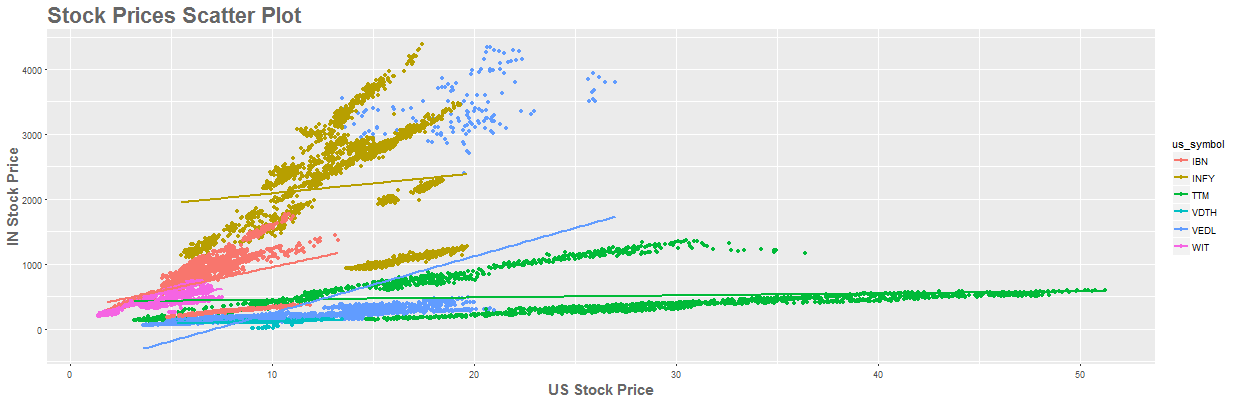 Stock Prices Scatter Plot
IN Stock Price
4000
3000
2000
1000
0
0
10
20
30
40
50
US Stock Price
us_symbol
IBN
INFY
TTM
VDTH
VEDL
WIT